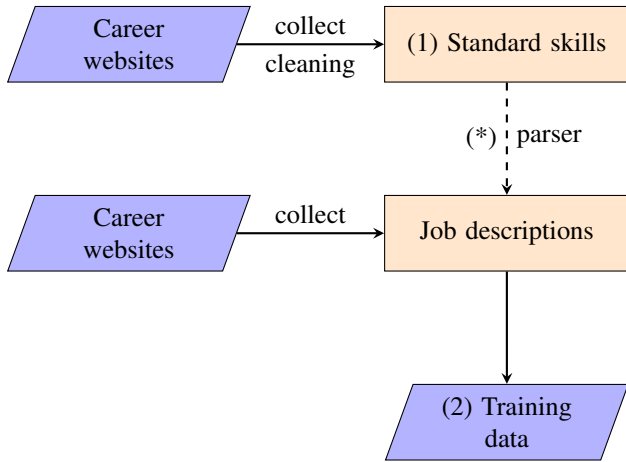 Career
websites
collect
cleaning
(1) Standard skills
(*) parser
Career
websites
collect
Job descriptions
(2) Training
data